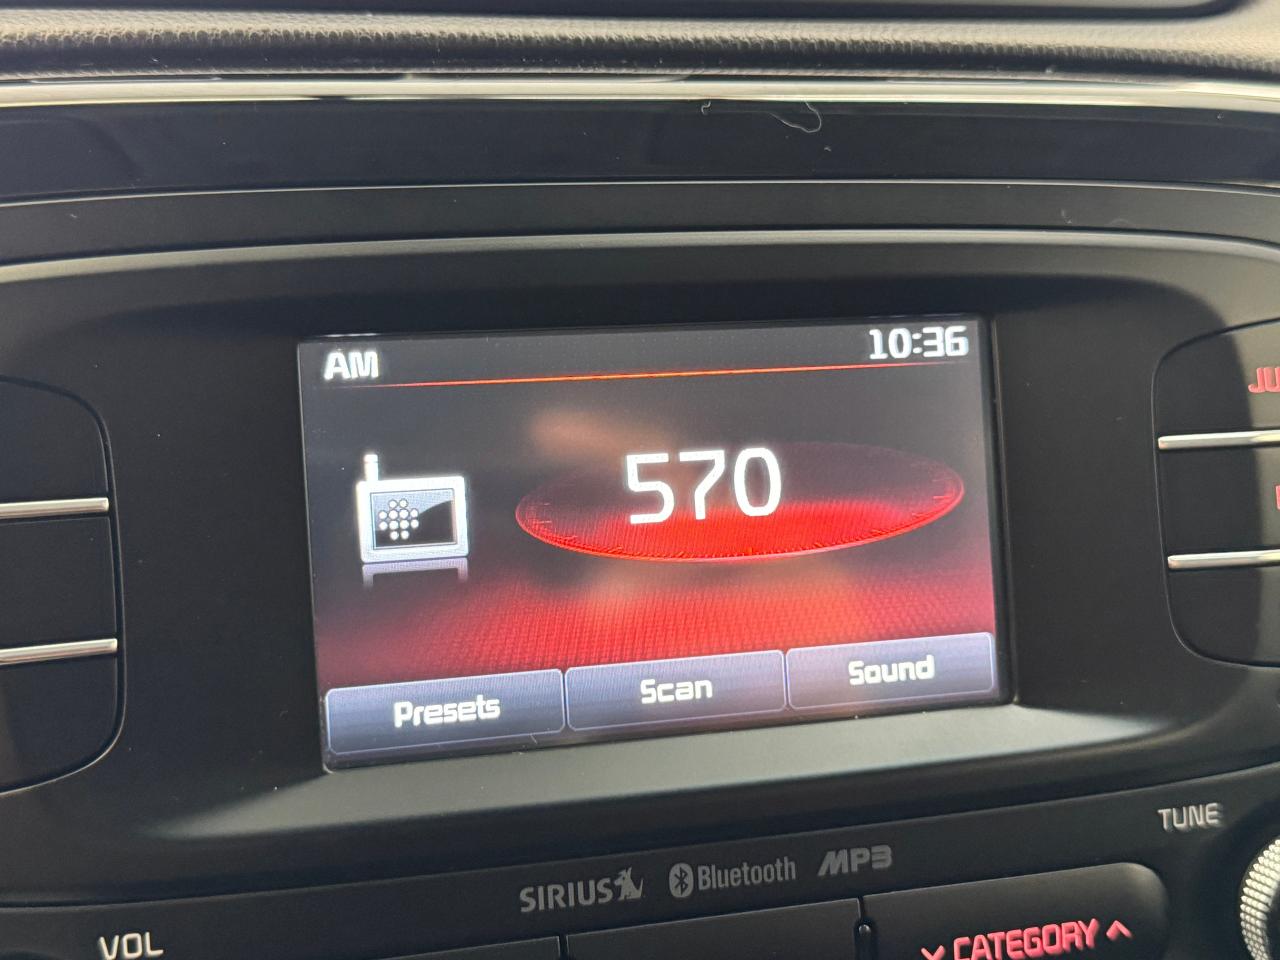 AM 10:36
570
Presets Scan Sound
TUNE
SIRIUS Bluetooth MP3
VOL
CATEGORY